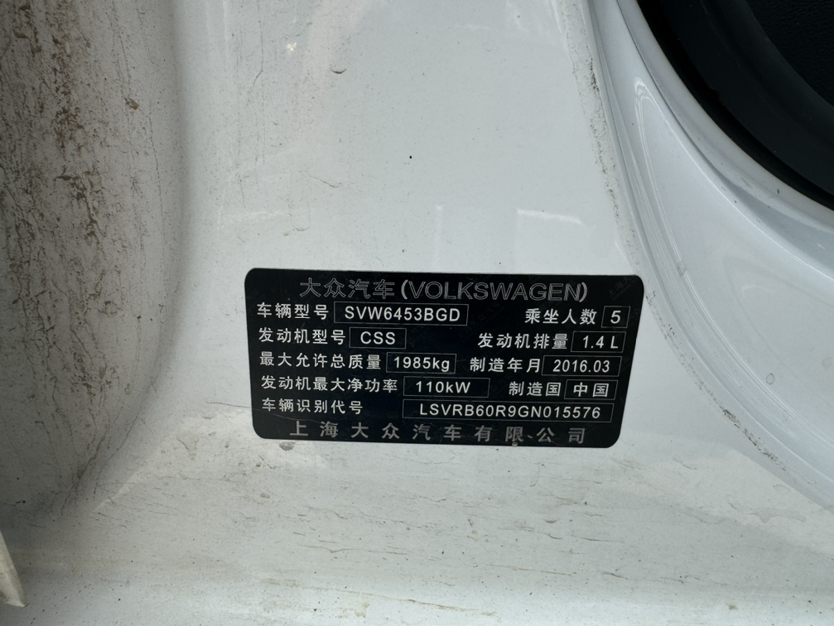 大众汽车(VOLKSWAGEN)
车辆型号 SVW6453BGD 乘坐人数 5
发动机型号 CSS 发动机排量 1.4 L
最大允许总质量 1985kg 制造年月 2016.03
发动机最大净功率 110kW 制造国 中国
车辆识别代号 LSVRB60R9GN015576
上海大众汽车有限公司